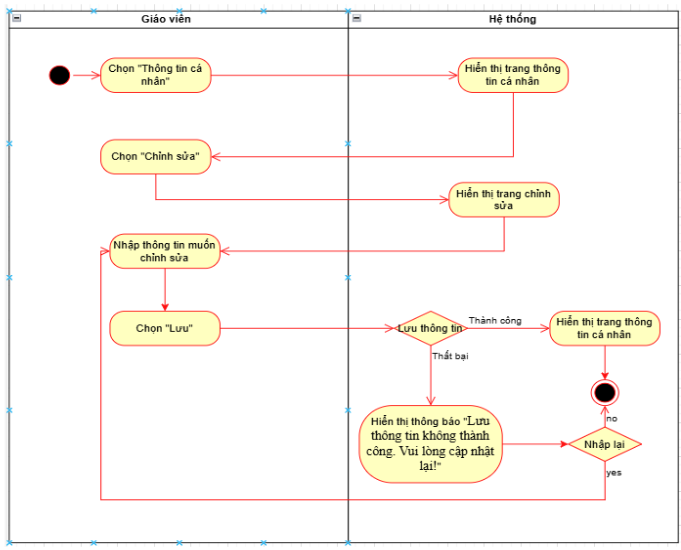 Giáo viên
Hệ thống
Chọn "Thông tin cá
nhân"
Hiển thị trang thông
tin cá nhân
Chọn "Chỉnh sửa"
Hiển thị trang chỉnh
sửa
Nhập thông tin muốn
chỉnh sửa
Chọn "Lưu"
Lưu thông tin
Thành công
Hiển thị trang thông
tin cá nhân
Thất bại
Hiển thị thông báo "Lưu
thông tin không thành
công. Vui lòng cập nhật
lại!"
no
Nhập lại
yes